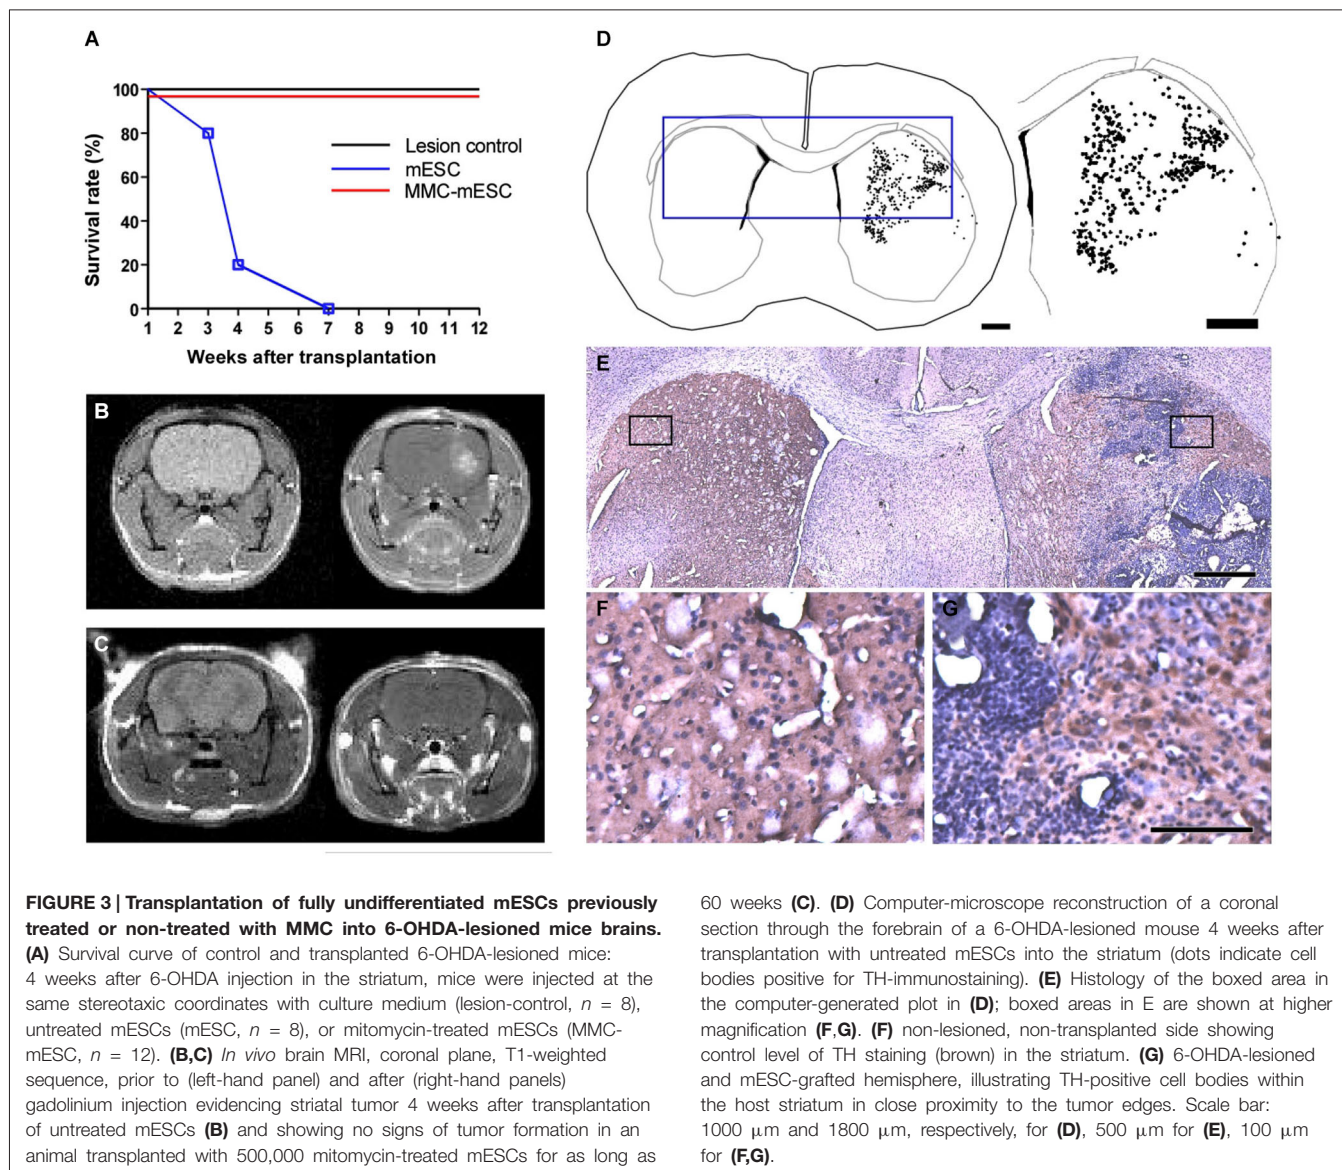 A
100
80
60
40
20
0
Survival rate (%)
Lesion control
mESC
MMC-mESC
1 2 3 4 5 6 7 8 9 10 11 12
Weeks after transplantation
B
C
D
E
F
G
FIGURE 3 | Transplantation of fully undifferentiated mESCs previously
treated or non-treated with MMC into 6-OHDA-lesioned mice brains.
(A) Survival curve of control and transplanted 6-OHDA-lesioned mice:
4 weeks after 6-OHDA injection in the striatum, mice were injected at the
same stereotaxic coordinates with culture medium (lesion-control, n = 8),
untreated mESCs (mESC, n = 8), or mitomycin-treated mESCs (MMC-
mESC, n = 12). (B,C) In vivo brain MRI, coronal plane, T1-weighted
sequence, prior to (left-hand panel) and after (right-hand panels)
gadolinium injection evidencing striatal tumor 4 weeks after transplantation
of untreated mESCs (B) and showing no signs of tumor formation in an
animal transplanted with 500,000 mitomycin-treated mESCs for as long as
60 weeks (C). (D) Computer-microscope reconstruction of a coronal
section through the forebrain of a 6-OHDA-lesioned mouse 4 weeks after
transplantation with untreated mESCs into the striatum (dots indicate cell
bodies positive for TH-immunostaining). (E) Histology of the boxed area in
the computer-generated plot in (D); boxed areas in E are shown at higher
magnification (F,G). (F) non-lesioned, non-transplanted side showing
control level of TH staining (brown) in the striatum. (G) 6-OHDA-lesioned
and mESC-grafted hemisphere, illustrating TH-positive cell bodies within
the host striatum in close proximity to the tumor edges. Scale bar:
1000 μm and 1800 μm, respectively, for (D), 500 μm for (E), 100 μm
for (F,G).